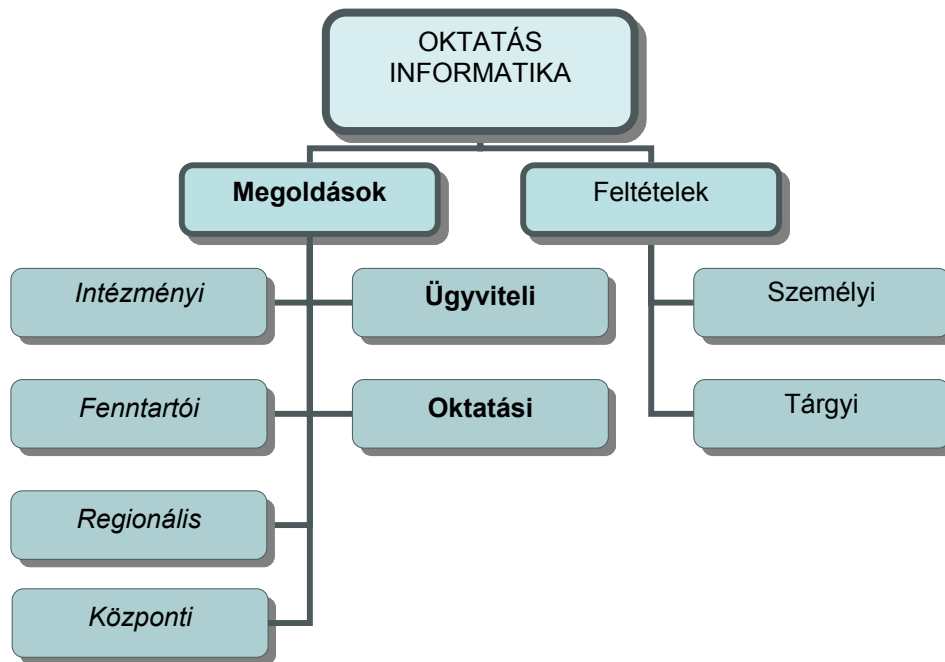 OKTATÁS
INFORMATIKA
Megoldások
Feltételek
Intézményi
Ügyviteli
Személyi
Fenntartói
Oktatási
Tárgyi
Regionális
Központi